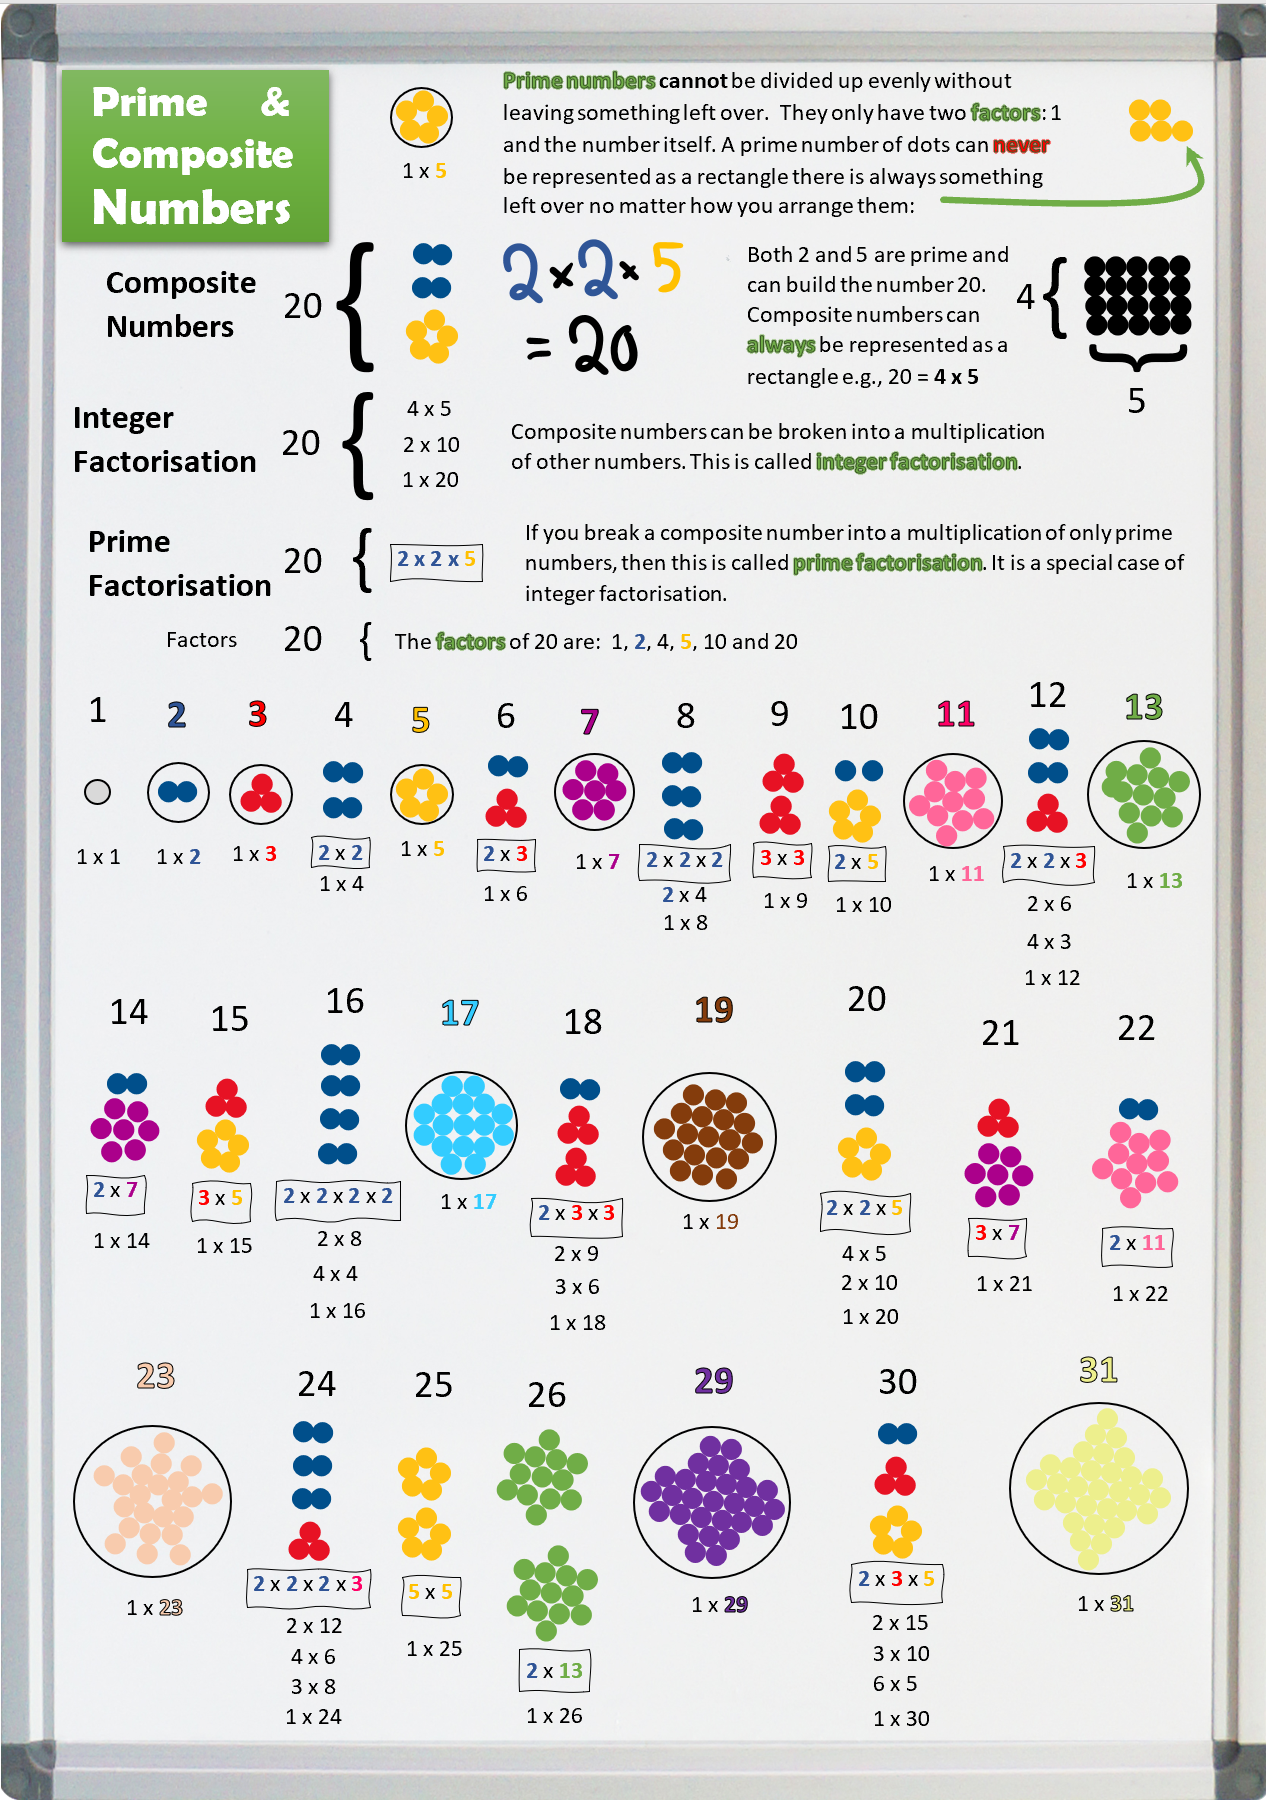 Prime &
Composite
Numbers
1 x 5
Prime numbers cannot be divided up evenly without
leaving something left over. They only have two factors: 1
and the number itself. A prime number of dots can never
be represented as a rectangle there is always something
left over no matter how you arrange them:
Composite
Numbers
20
2 x 2 x 5
= 20
Both 2 and 5 are prime and
can build the number 20.
Composite numbers can
always be represented as a
rectangle e.g., 20 = 4 x 5
4
5
Integer
Factorisation
20
4 x 5
2 x 10
1 x 20
Composite numbers can be broken into a multiplication
of other numbers. This is called integer factorisation.
Prime
Factorisation
20
2 x 2 x 5
If you break a composite number into a multiplication of only prime
numbers, then this is called prime factorisation. It is a special case of
integer factorisation.
Factors
20
The factors of 20 are: 1, 2, 4, 5, 10 and 20
1
1 x 1
2
1 x 2
3
1 x 3
4
2 x 2
1 x 4
5
1 x 5
6
2 x 3
1 x 6
7
1 x 7
8
2 x 2 x 2
2 x 4
1 x 8
9
3 x 3
1 x 9
10
2 x 5
1 x 10
11
1 x 11
12
2 x 2 x 3
2 x 6
4 x 3
1 x 12
13
1 x 13
14
2 x 7
1 x 14
15
3 x 5
1 x 15
16
2 x 2 x 2 x 2
2 x 8
4 x 4
1 x 16
17
1 x 17
18
2 x 3 x 3
2 x 9
3 x 6
1 x 18
19
1 x 19
20
2 x 2 x 5
4 x 5
2 x 10
1 x 20
21
3 x 7
1 x 21
22
2 x 11
1 x 22
23
1 x 23
24
2 x 2 x 2 x 3
2 x 12
4 x 6
3 x 8
1 x 24
25
5 x 5
1 x 25
26
2 x 13
1 x 26
29
1 x 29
30
2 x 3 x 5
2 x 15
3 x 10
6 x 5
1 x 30
31
1 x 31